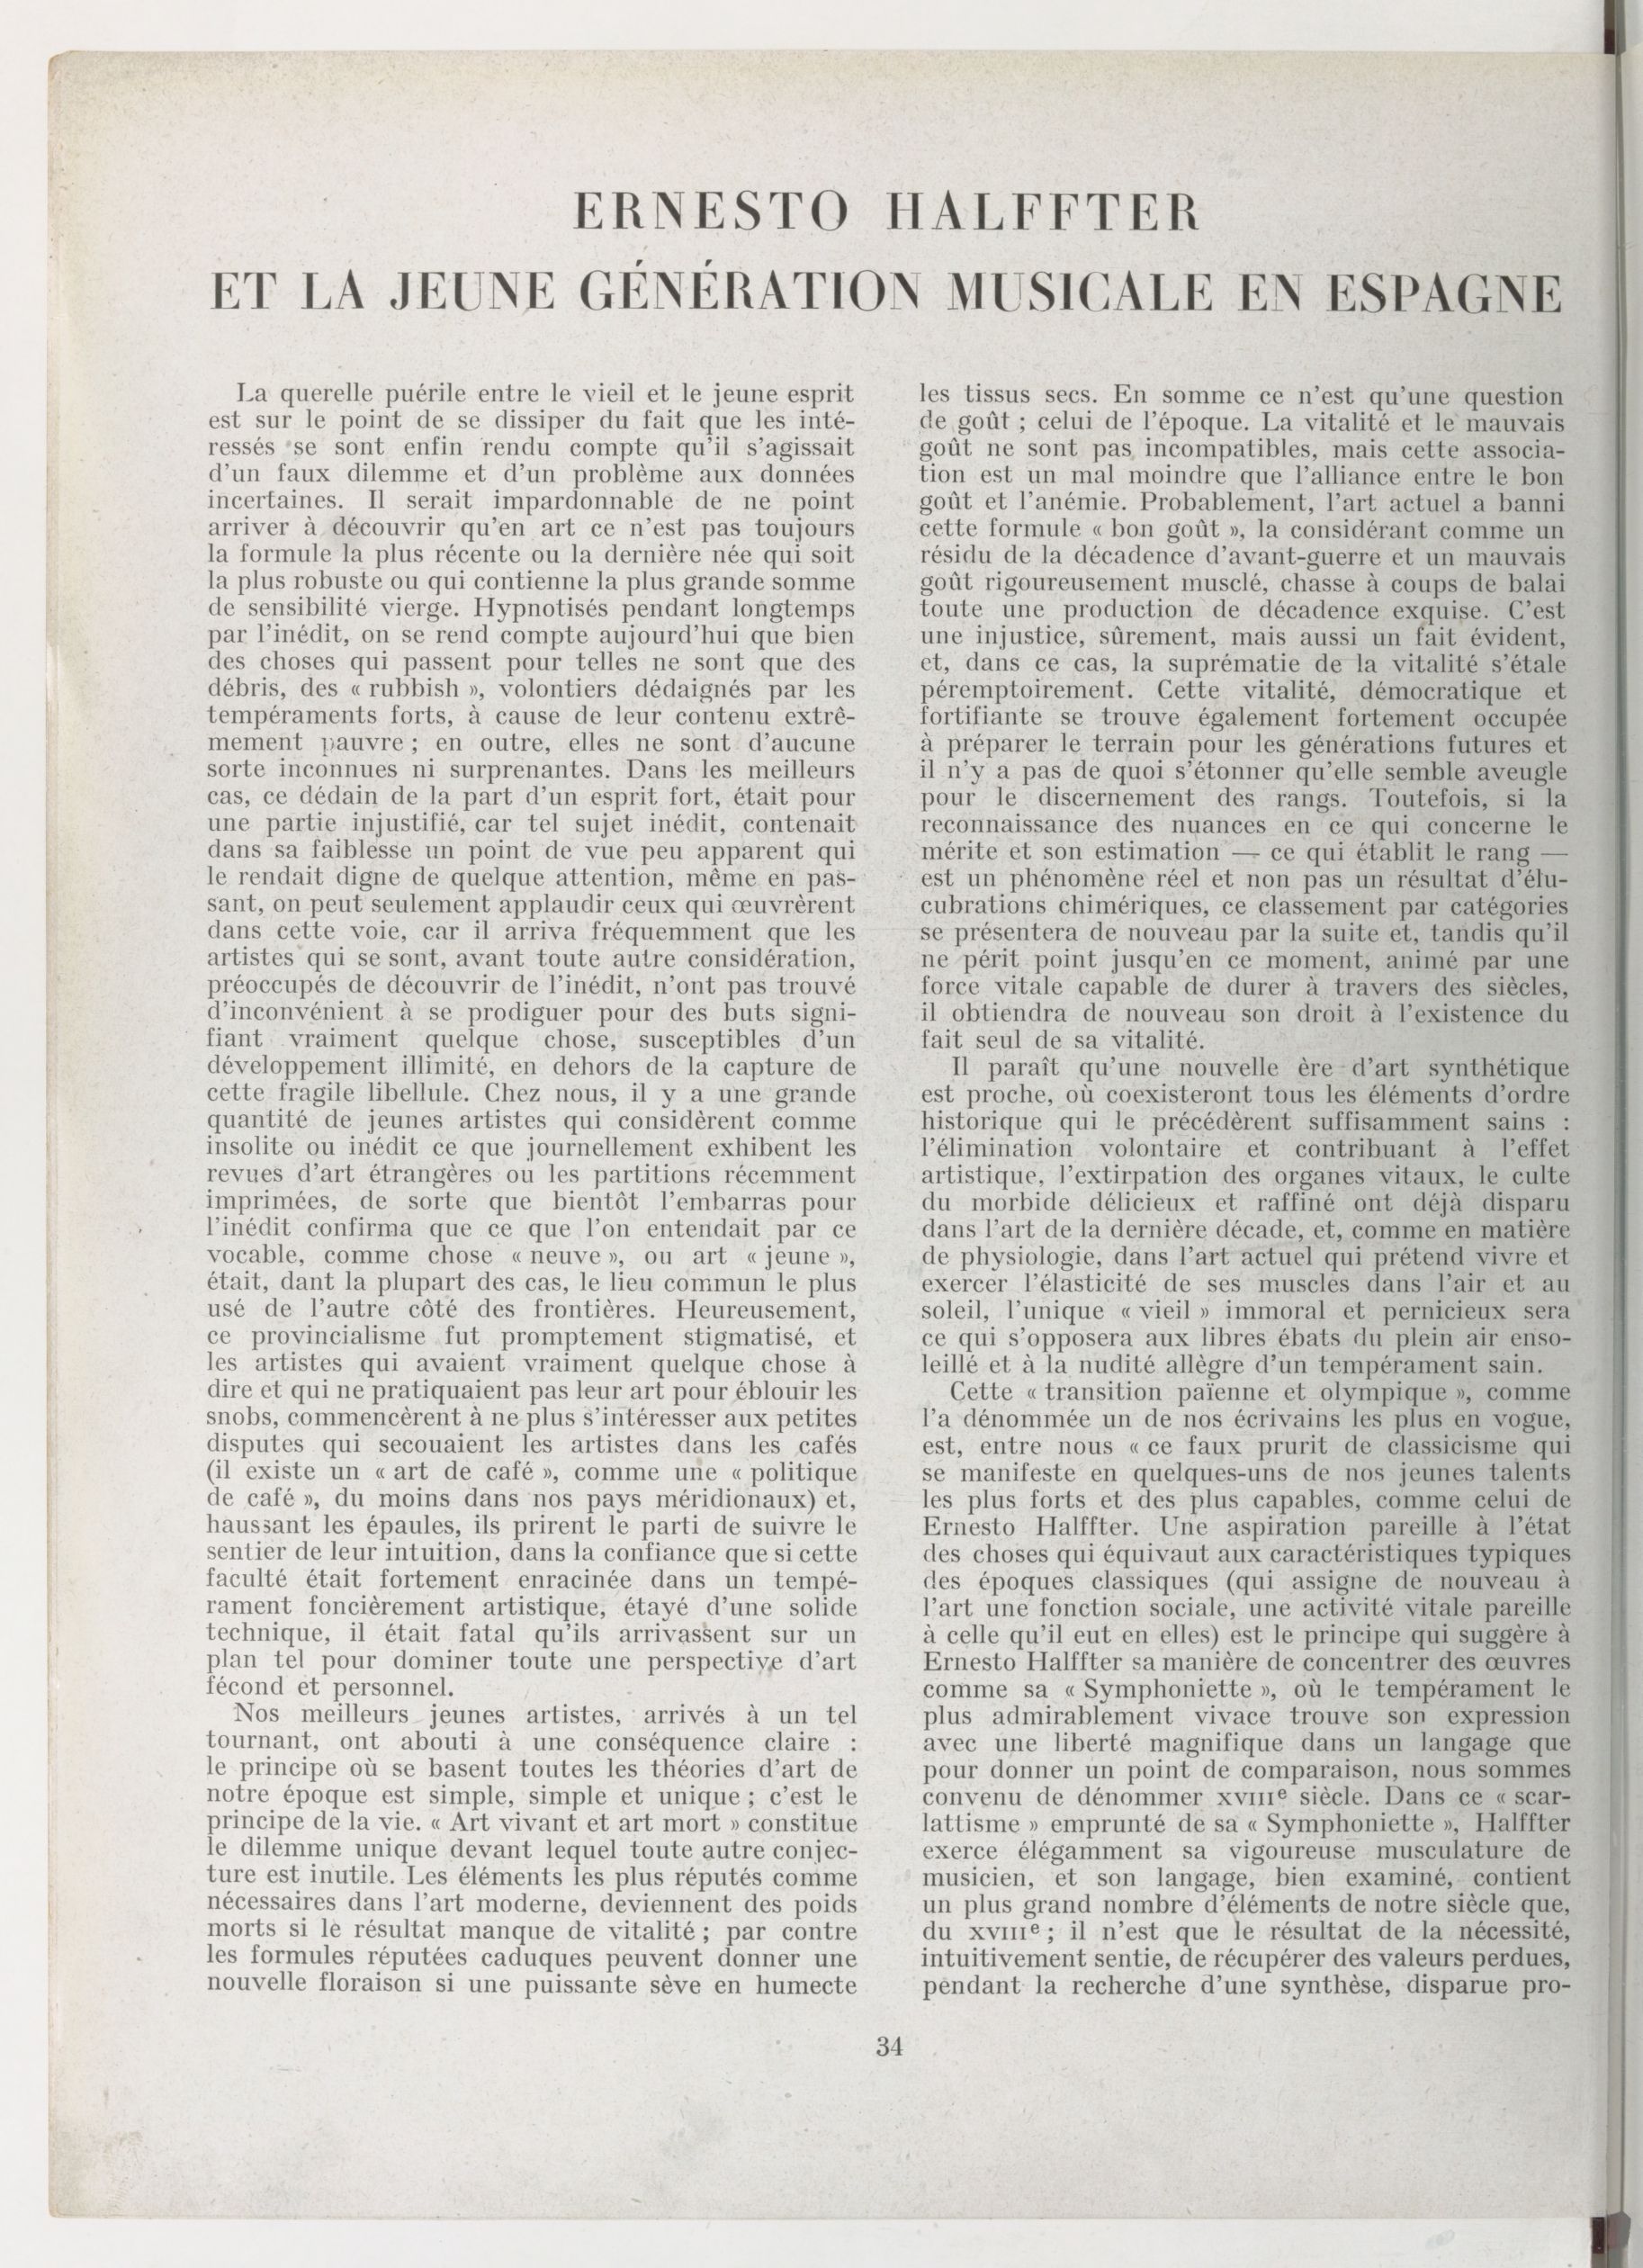 ERNESTO HALFFTER
ET LA JEUNE GÉNÉRATION MUSICALE EN ESPAGNE
La querelle puérile entre le vieil et le jeune esprit
est sur le point de se dissiper du fait que les inté-
ressés se sont enfin rendu compte qu'il s'agissait
d'un faux dilemme et d'un problème aux données
incertaines. Il serait impardonnable de ne point
arriver à découvrir qu'en art ce n'est pas toujours
la formule la plus récente ou la dernière née qui soit
la plus robuste ou qui contienne la plus grande somme
de sensibilité vierge. Hypnotisés pendant longtemps
par l'inédit, on se rend compte aujourd'hui que bien
des choses qui passent pour telles ne sont que des
débris, des « rubbish », volontiers dédaignés par les
tempéraments forts, à cause de leur contenu extrê-
mement pauvre ; en outre, elles ne sont d'aucune
sorte inconnues ni surprenantes. Dans les meilleurs
cas, ce dédain de la part d'un esprit fort, était pour
une partie injustifié, car tel sujet inédit, contenait
dans sa faiblesse un point de vue peu apparent qui
le rendait digne de quelque attention, même en pas-
sant, on peut seulement applaudir ceux qui œuvrèrent
dans cette voie, car il arriva fréquemment que les
artistes qui se sont, avant toute autre considération,
préoccupés de découvrir de l'inédit, n'ont pas trouvé
d'inconvénient à se prodiguer pour des buts signi-
fiant vraiment quelque chose, susceptibles d'un
développement illimité, en dehors de la capture de
cette fragile libellule. Chez nous, il y a une grande
quantité de jeunes artistes qui considèrent comme
insolite ou inédit ce que journellement exhibent les
revues d'art étrangères ou les partitions récemment
imprimées, de sorte que bientôt l'embarras pour
l'inédit confirma que ce que l'on entendait par ce
vocable, comme chose « neuve », ou art « jeune »,
était, dant la plupart des cas, le lieu commun le plus
usé de l'autre côté des frontières. Heureusement,
ce provincialisme fut promptement stigmatisé, et
les artistes qui avaient vraiment quelque chose à
dire et qui ne pratiquaient pas leur art pour éblouir les
snobs, commencèrent à ne plus s'intéresser aux petites
disputes qui secouaient les artistes dans les cafés
(il existe un « art de café », comme une « politique
de café », du moins dans nos pays méridionaux) et,
haussant les épaules, ils prirent le parti de suivre le
sentier de leur intuition, dans la confiance que si cette
faculté était fortement enracinée dans un tempé-
rament foncièrement artistique, étayé d'une solide
technique, il était fatal qu'ils arrivassent sur un
plan tel pour dominer toute une perspective d'art
fécond et personnel.
Nos meilleurs jeunes artistes, arrivés à un tel
tournant, ont abouti à une conséquence claire :
le principe où se basent toutes les théories d'art de
notre époque est simple, simple et unique ; c'est le
principe de la vie. « Art vivant et art mort » constitue
le dilemme unique devant lequel toute autre conjec-
ture est inutile. Les éléments les plus réputés comme
nécessaires dans l'art moderne, deviennent des poids
morts si le résultat manque de vitalité ; par contre
les formules réputées caduques peuvent donner une
nouvelle floraison si une puissante sève en humecte
les tissus secs. En somme ce n'est qu'une question
de goût ; celui de l'époque. La vitalité et le mauvais
goût ne sont pas incompatibles, mais cette associa-
tion est un mal moindre que l'alliance entre le bon
goût et l'anémie. Probablement, l'art actuel a banni
cette formule « bon goût », la considérant comme un
résidu de la décadence d'avant-guerre et un mauvais
goût rigoureusement musclé, chasse à coups de balai
toute une production de décadence exquise. C'est
une injustice, sûrement, mais aussi un fait évident,
et, dans ce cas, la suprématie de la vitalité s'étale
péremptoirement. Cette vitalité, démocratique et
fortifiante se trouve également fortement occupée
à préparer le terrain pour les générations futures et
il n'y a pas de quoi s'étonner qu'elle semble aveugle
pour le discernement des rangs. Toutefois, si la
reconnaissance des nuances en ce qui concerne le
mérite et son estimation — ce qui établit le rang —
est un phénomène réel et non pas un résultat d'élu-
cubrations chimériques, ce classement par catégories
se présentera de nouveau par la suite et, tandis qu'il
ne périt point jusqu'en ce moment, animé par une
force vitale capable de durer à travers des siècles,
il obtiendra de nouveau son droit à l'existence du
fait seul de sa vitalité.
Il paraît qu'une nouvelle ère d'art synthétique
est proche, où coexisteront tous les éléments d'ordre
historique qui le précédèrent suffisamment sains :
l'élimination volontaire et contribuant à l'effet
artistique, l'extirpation des organes vitaux, le culte
du morbide délicieux et raffiné ont déjà disparu
dans l'art de la dernière décade, et, comme en matière
de physiologie, dans l'art actuel qui prétend vivre et
exercer l'élasticité de ses muscles dans l'air et au
soleil, l'unique « vieil » immoral et pernicieux sera
ce qui s'opposera aux libres ébats du plein air enso-
leillé et à la nudité allègre d'un tempérament sain.
Cette « transition païenne et olympique », comme
l'a dénommée un de nos écrivains les plus en vogue,
est, entre nous « ce faux prurit de classicisme qui
se manifeste en quelques-uns de nos jeunes talents
les plus forts et des plus capables, comme celui de
Ernesto Halffter. Une aspiration pareille à l'état
des choses qui équivaut aux caractéristiques typiques
des époques classiques (qui assigne de nouveau à
l'art une fonction sociale, une activité vitale pareille
à celle qu'il eut en elles) est le principe qui suggère à
Ernesto Halffter sa manière de concentrer des œuvres
comme sa « Symphoniette », où le tempérament le
plus admirablement vivace trouve son expression
avec une liberté magnifique dans un langage que
pour donner un point de comparaison, nous sommes
convenu de dénommer XVIIIe siècle. Dans ce « scar-
lattisme » emprunté de sa « Symphoniette », Halffter
exerce élégamment sa vigoureuse musculature de
musicien, et son langage, bien examiné, contient
un plus grand nombre d'éléments de notre siècle que,
du XVIIIe ; il n'est que le résultat de la nécessité,
intuitivement sentie, de récupérer des valeurs perdues,
pendant la recherche d'une synthèse, disparue pro-
34